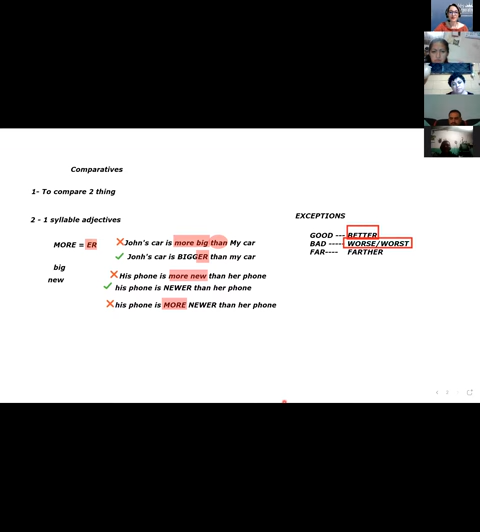 Comparatives
1- To compare 2 thing
2 - 1 syllable adjectives
MORE = ER
big
new
John's car is more big than My car
Jonh's car is BIGGER than my car
His phone is more new than her phone
his phone is NEWER than her phone
his phone is MORE NEWER than her phone
EXCEPTIONS
GOOD --- BETTER
BAD ----- WORSE/WORST
FAR---- FARTHER